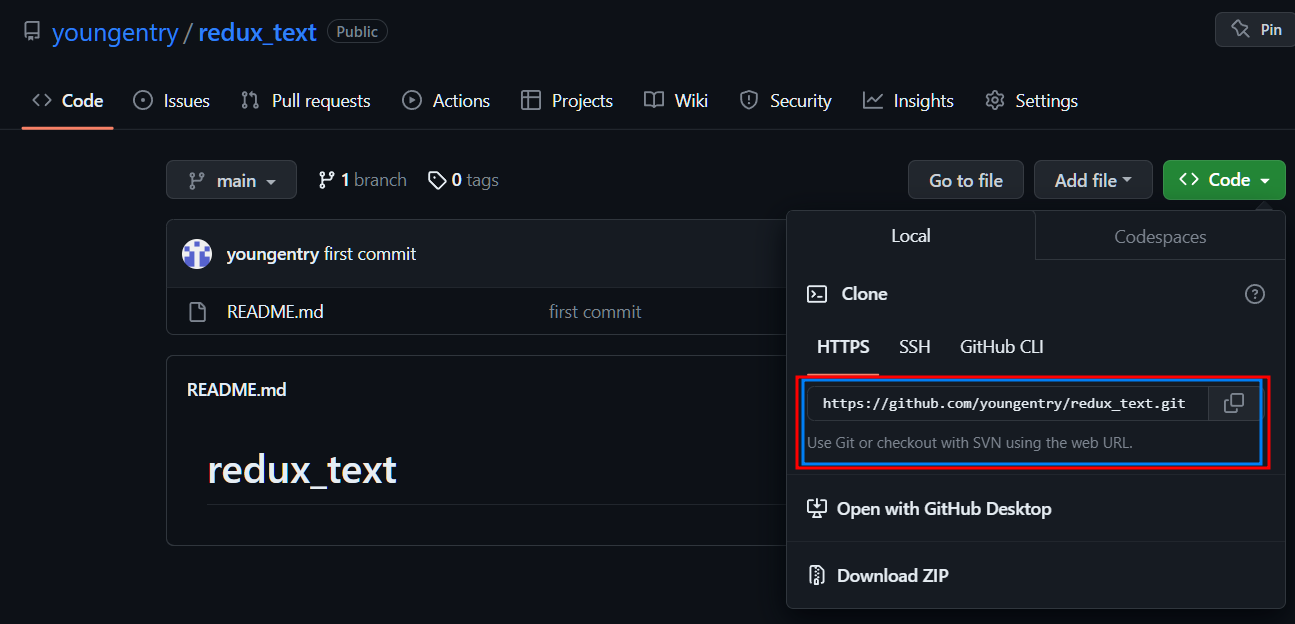 youngentry / redux_text Public Pin
Code Issues Pull requests Actions Projects Wiki Security Insights Settings
main 1 branch 0 tags Go to file Add file Code
youngentry first commit
README.md first commit
README.md
redux_text
Local Codespaces
Clone
HTTPS SSH GitHub CLI
https://github.com/youngentry/redux_text.git
Use Git or checkout with SVN using the web URL.
Open with GitHub Desktop
Download ZIP